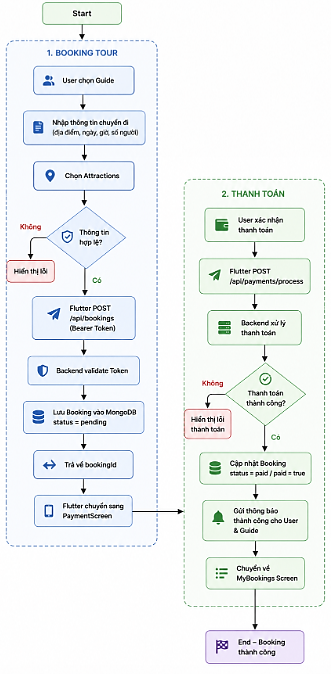 Start
1. BOOKING TOUR
User chọn Guide
Nhập thông tin chuyến đi
(địa điểm, ngày, giờ, số người)
Chọn Attractions
Thông tin
hợp lệ?
Không
Hiển thị lỗi
Có
Flutter POST
/api/bookings
(Bearer Token)
Backend validate Token
Lưu Booking vào MongoDB
status = pending
Trả về bookingId
Flutter chuyển sang
PaymentScreen
2. THANH TOÁN
User xác nhận
thanh toán
Flutter POST
/api/payments/process
Backend xử lý
thanh toán
Thanh toán
thành công?
Không
Hiển thị lỗi
thanh toán
Có
Cập nhật Booking
status = paid / paid = true
Gửi thông báo
thành công cho User
& Guide
Chuyển về
MyBookings Screen
End – Booking
thành công